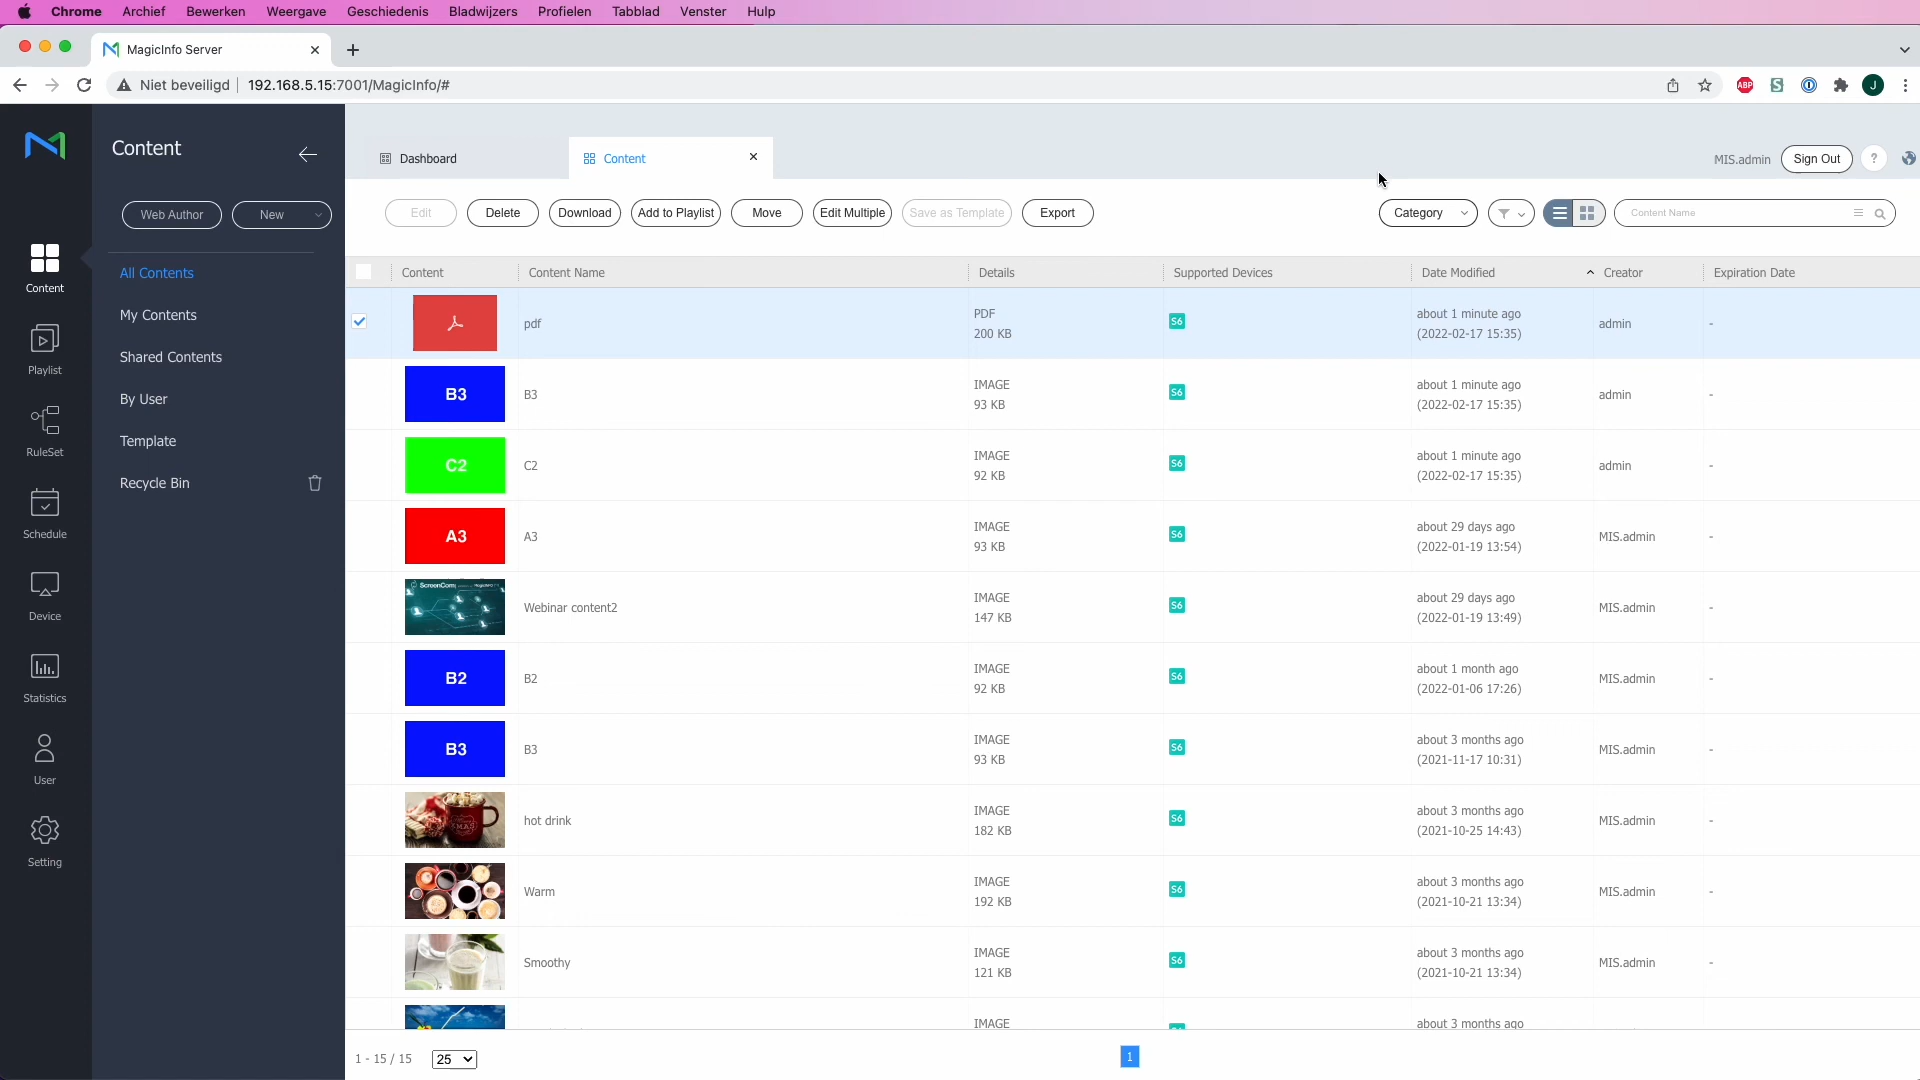 Chrome Archief Bewerken Weergave Geschiedenis Bladwijzers Profielen Tabblad Venster Hulp
MagicInfo Server
Niet beveiligd 192.168.5.15:7001/MagicInfo/#
ABP
J
Content
Dashboard
Content
MIS.admin
Sign Out
?
Web Author
New
Edit
Delete
Download
Add to Playlist
Move
Edit Multiple
Save as Template
Export
Category
Content Name
Content
Playlist
RuleSet
Schedule
Device
Statistics
User
Setting
All Contents
My Contents
Shared Contents
By User
Template
Recycle Bin
Content Content Name Details Supported Devices Date Modified Creator Expiration Date
pdf PDF S6 about 1 minute ago admin -
200 KB (2022-02-17 15:35)
B3 B3 IMAGE S6 about 1 minute ago admin -
93 KB (2022-02-17 15:35)
C2 C2 IMAGE S6 about 1 minute ago admin -
92 KB (2022-02-17 15:35)
A3 A3 IMAGE S6 about 29 days ago MIS.admin -
93 KB (2022-01-19 13:54)
ScreenCom
Webinar content2 IMAGE S6 about 29 days ago MIS.admin -
147 KB (2022-01-19 13:49)
B2 B2 IMAGE S6 about 1 month ago MIS.admin -
92 KB (2022-01-06 17:26)
B3 B3 IMAGE S6 about 3 months ago MIS.admin -
93 KB (2021-11-17 10:31)
hot drink IMAGE S6 about 3 months ago MIS.admin -
182 KB (2021-10-25 14:43)
Warm IMAGE S6 about 3 months ago MIS.admin -
192 KB (2021-10-21 13:34)
Smoothy IMAGE S6 about 3 months ago MIS.admin -
121 KB (2021-10-21 13:34)
IMAGE about 3 months ago
1 - 15 / 15 25 1